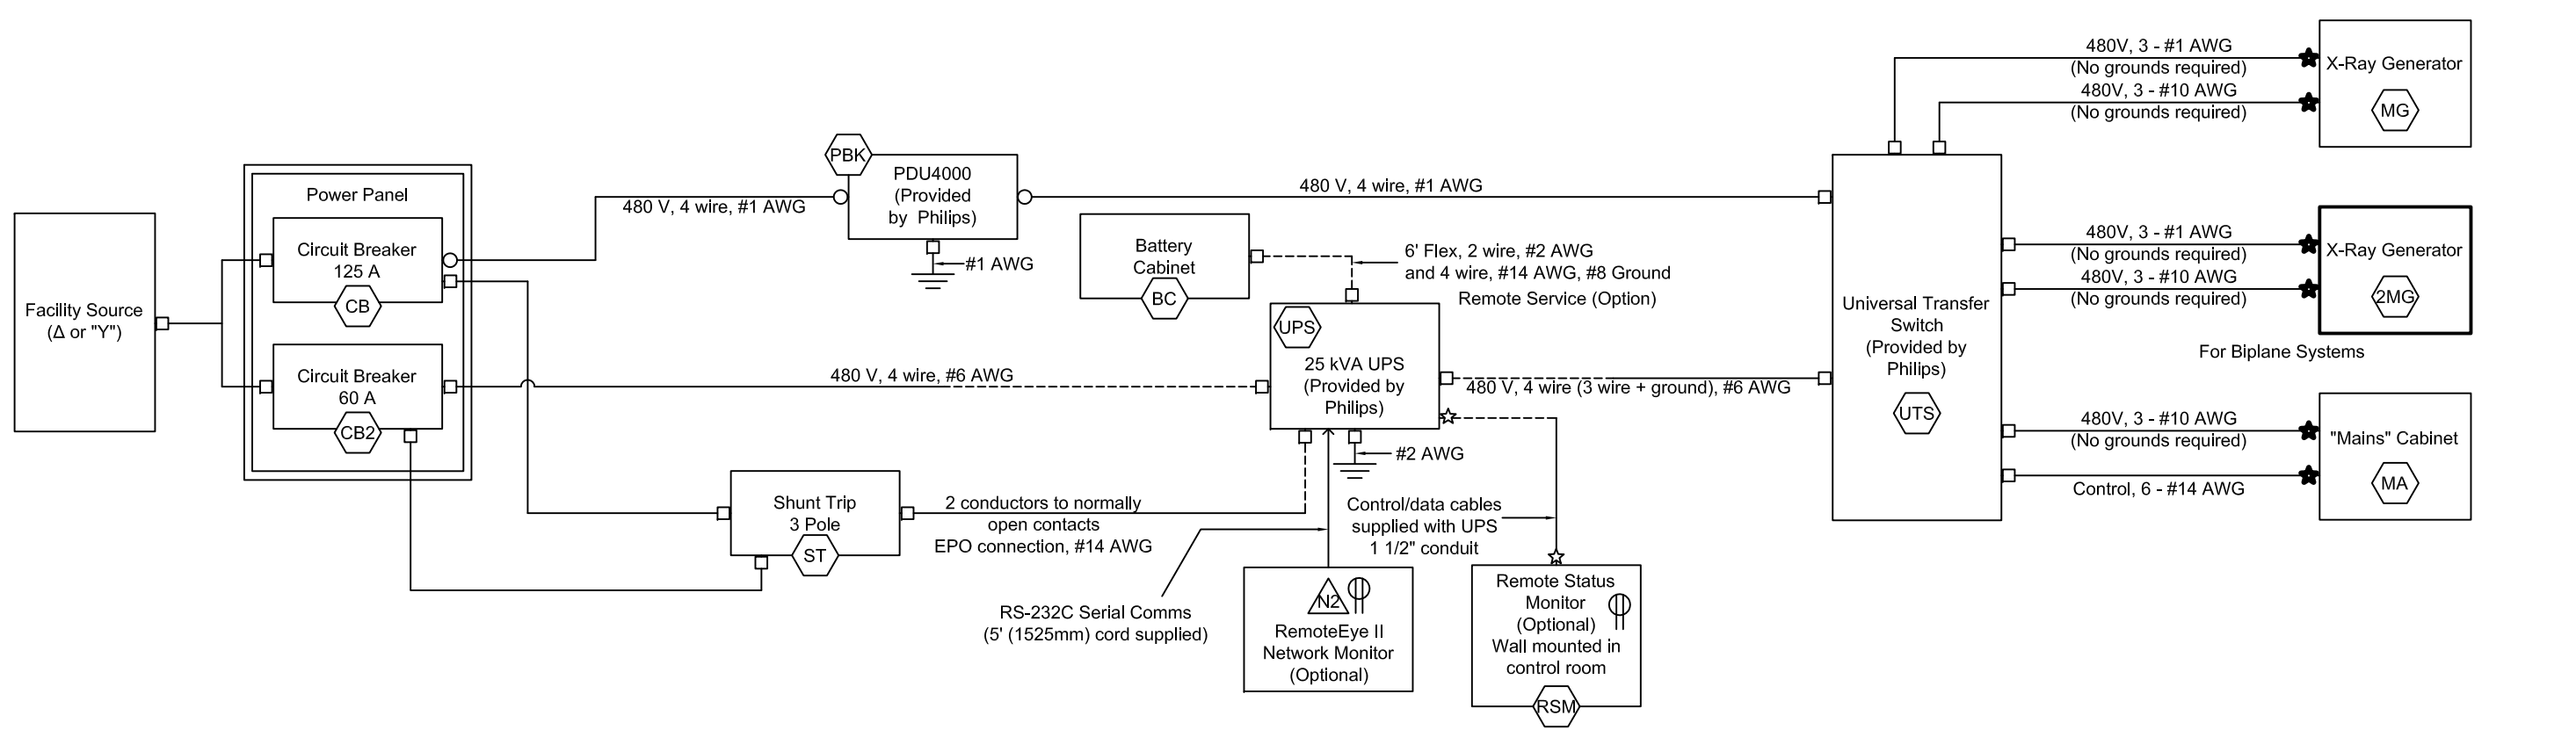 Facility Source
(Δ or "Y")
Power Panel
Circuit Breaker
125 A
CB
Circuit Breaker
60 A
CB2
480 V, 4 wire, #1 AWG
PBK
PDU4000
(Provided
by Philips)
#1 AWG
480 V, 4 wire, #1 AWG
Battery
Cabinet
BC
6' Flex, 2 wire, #2 AWG
and 4 wire, #14 AWG, #8 Ground
Remote Service (Option)
480 V, 4 wire, #6 AWG
UPS
25 kVA UPS
(Provided by
Philips)
480 V, 4 wire (3 wire + ground), #6 AWG
#2 AWG
Shunt Trip
3 Pole
ST
2 conductors to normally
open contacts
EPO connection, #14 AWG
RS-232C Serial Comms
(5' (1525mm) cord supplied)
N2
RemoteEye II
Network Monitor
(Optional)
Control/data cables
supplied with UPS
1 1/2" conduit
Remote Status
Monitor
(Optional)
Wall mounted in
control room
RSM
Universal Transfer
Switch
(Provided by
Philips)
UTS
480V, 3 - #1 AWG
(No grounds required)
480V, 3 - #10 AWG
(No grounds required)
X-Ray Generator
MG
480V, 3 - #1 AWG
(No grounds required)
480V, 3 - #10 AWG
(No grounds required)
X-Ray Generator
2MG
For Biplane Systems
480V, 3 - #10 AWG
(No grounds required)
Control, 6 - #14 AWG
"Mains" Cabinet
MA